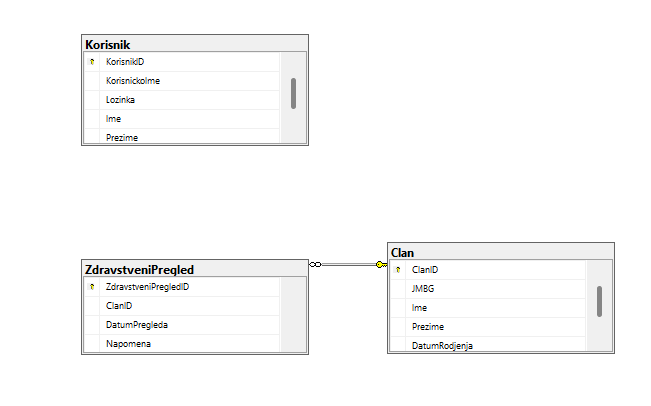 Korisnik
KorisnikID
KorisnickoIme
Lozinka
Ime
Prezime
ZdravstveniPregled
ZdravstveniPregledID
ClanID
DatumPregleda
Napomena
Clan
ClanID
JMBG
Ime
Prezime
DatumRodjenja